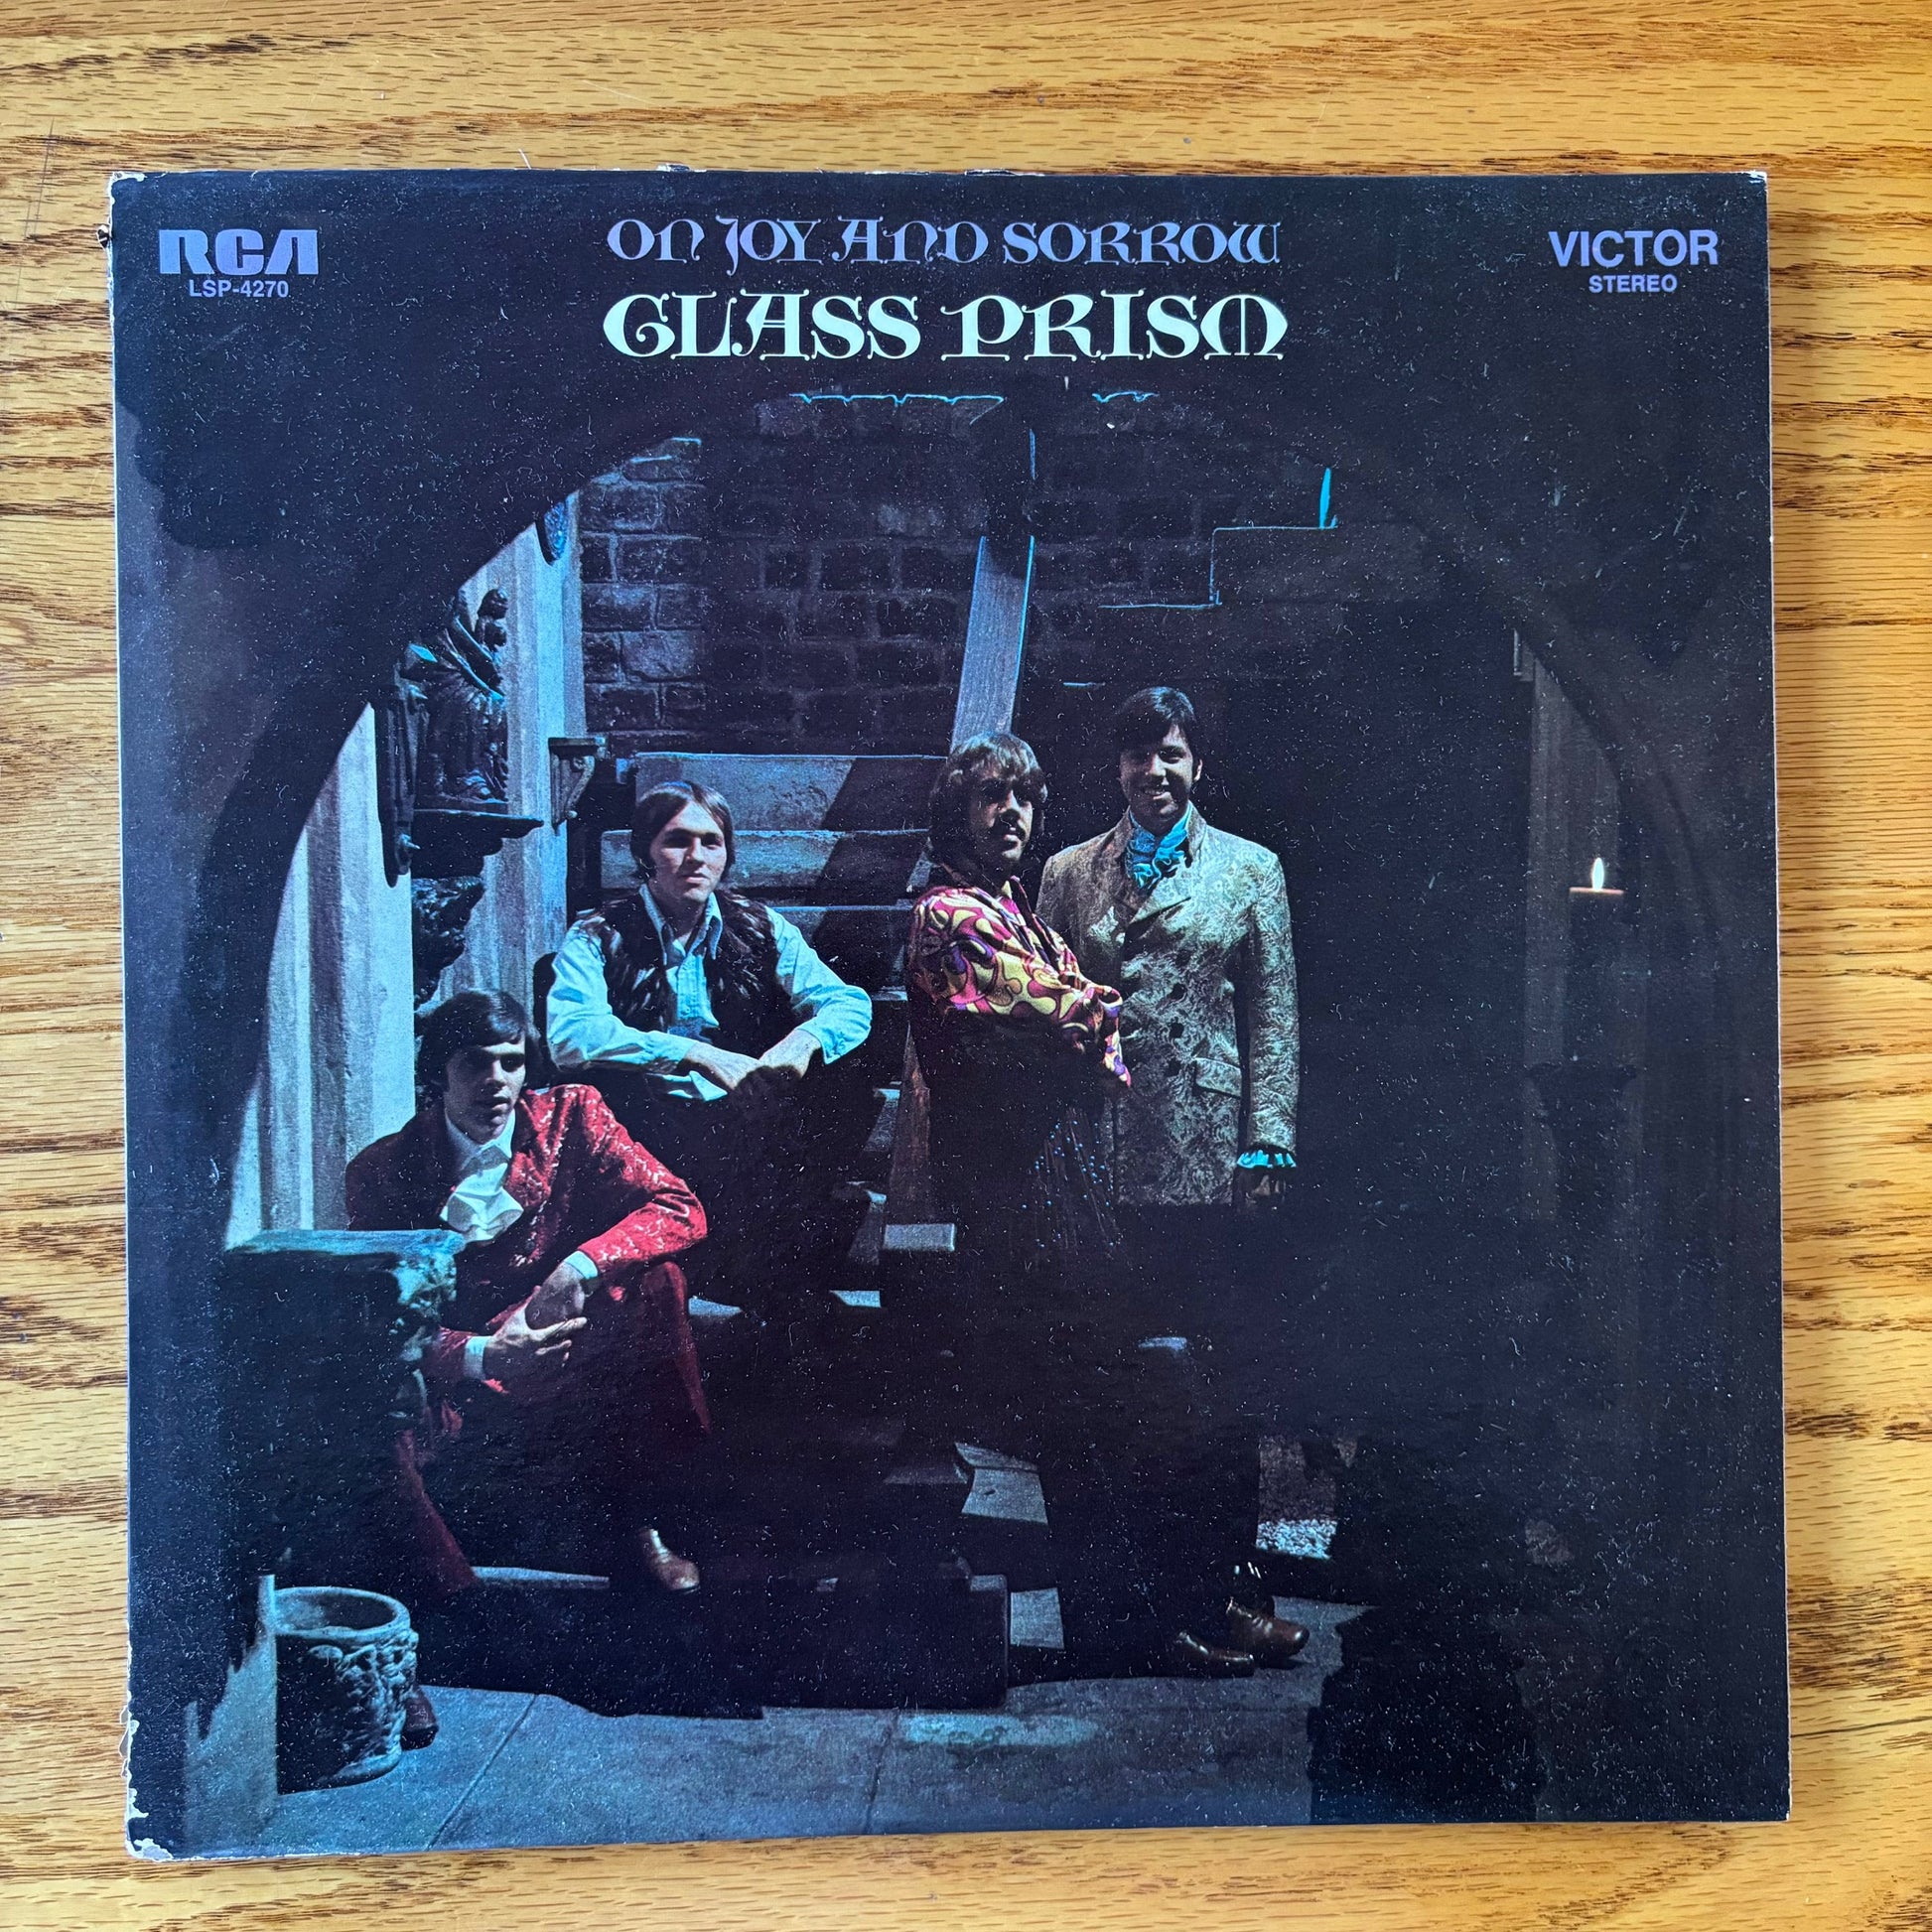 RCA
LSP-4270
ON JOY AND SORROW
GLASS PRISM
VICTOR
STEREO